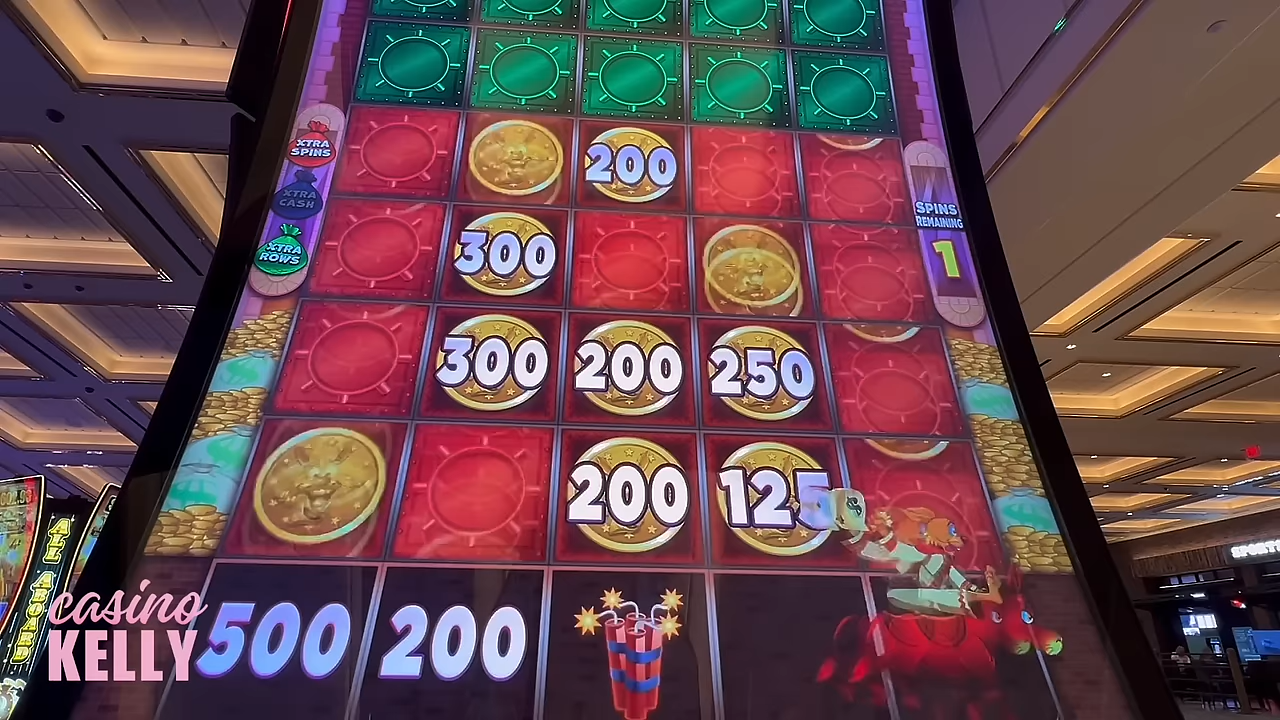 XTRA
SPINS
XTRA
CASH
XTRA
ROWS
200
SPINS
REMAINING
1
300
300
200
250
200
125
ALL ABOARD
casino
KELLY
500
200